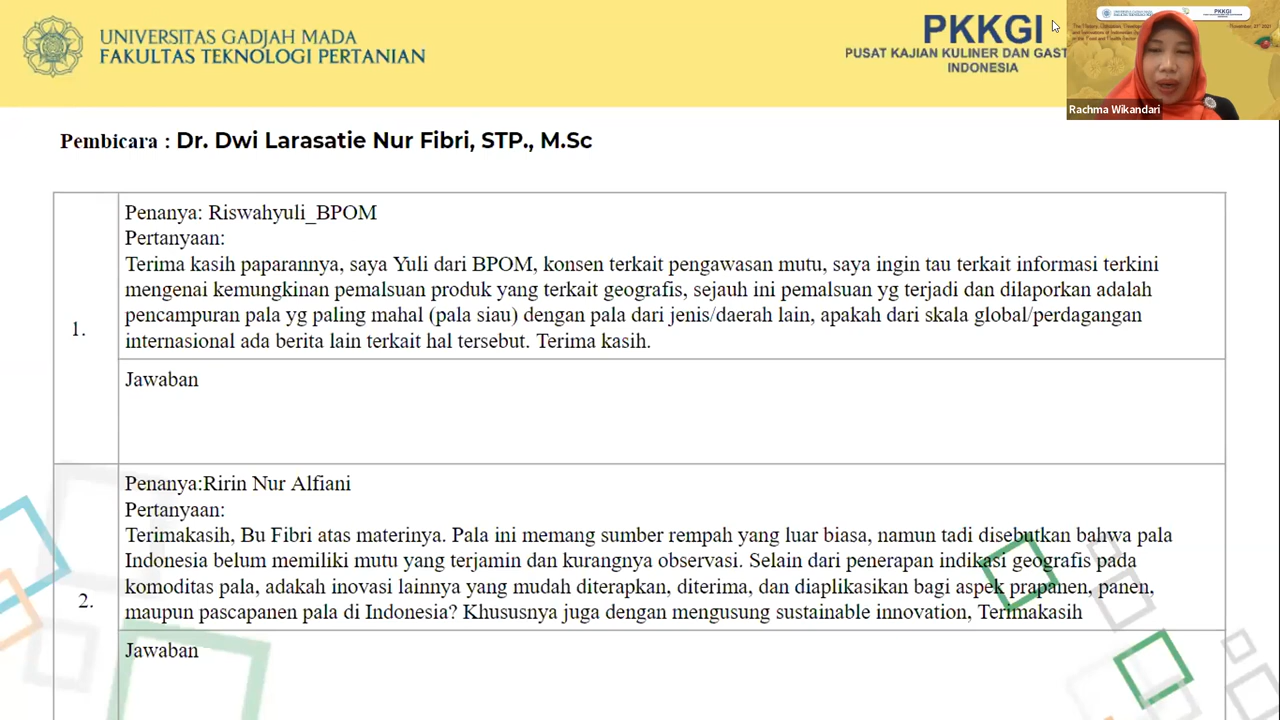 UNIVERSITAS GADJAH MADA
FAKULTAS TEKNOLOGI PERTANIAN
PKKGI
PUSAT KAJIAN KULINER DAN GAST
INDONESIA
Rachma Wikandari
Pembicara : Dr. Dwi Larasatie Nur Fibri, STP., M.Sc
1.
Penanya: Riswahyuli_BPOM
Pertanyaan:
Terima kasih paparannya, saya Yuli dari BPOM, konsen terkait pengawasan mutu, saya ingin tau terkait informasi terkini
mengenai kemungkinan pemalsuan produk yang terkait geografis, sejauh ini pemalsuan yg terjadi dan dilaporkan adalah
pencampuran pala yg paling mahal (pala siau) dengan pala dari jenis/daerah lain, apakah dari skala global/perdagangan
internasional ada berita lain terkait hal tersebut. Terima kasih.
Jawaban
2.
Penanya:Ririn Nur Alfiani
Pertanyaan:
Terimakasih, Bu Fibri atas materinya. Pala ini memang sumber rempah yang luar biasa, namun tadi disebutkan bahwa pala
Indonesia belum memiliki mutu yang terjamin dan kurangnya observasi. Selain dari penerapan indikasi geografis pada
komoditas pala, adakah inovasi lainnya yang mudah diterapkan, diterima, dan diaplikasikan bagi aspek prapanen, panen,
maupun pascapanen pala di Indonesia? Khususnya juga dengan mengusung sustainable innovation, Terimakasih
Jawaban